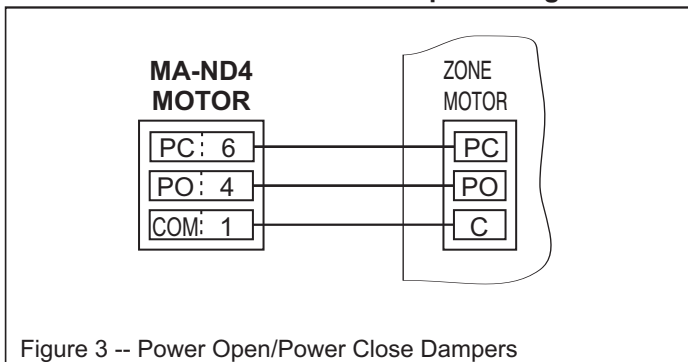 MA-ND4
MOTOR
PC 6
PO 4
COM 1
ZONE
MOTOR
PC
PO
C
Figure 3 -- Power Open/Power Close Dampers